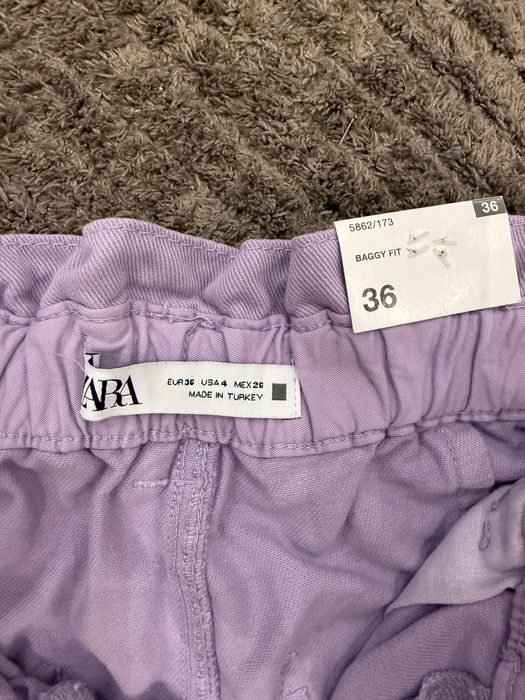 36
5862/173
BAGGY FIT
36
ZARA
EUR36 USA4 MEX26
MADE IN TURKEY